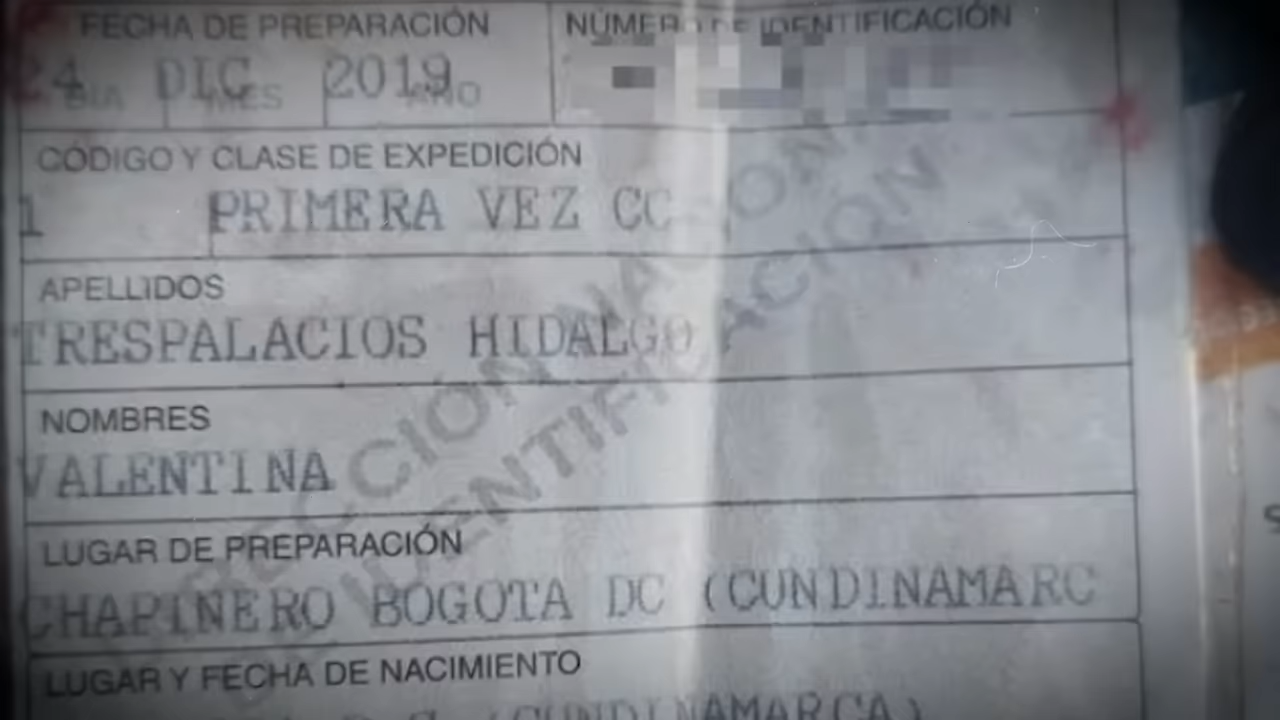 FECHA DE PREPARACIÓN
NÚMERO DE IDENTIFICACIÓN
24 DIC 2019
DIA MES AÑO
CÓDIGO Y CLASE DE EXPEDICIÓN
1 PRIMERA VEZ CC
APELLIDOS
TRESPALACIOS HIDALGO
NOMBRES
VALENTINA
LUGAR DE PREPARACIÓN
CHAPINERO BOGOTA DC (CUNDINAMARC
LUGAR Y FECHA DE NACIMIENTO
(CUNDINAMARCA)